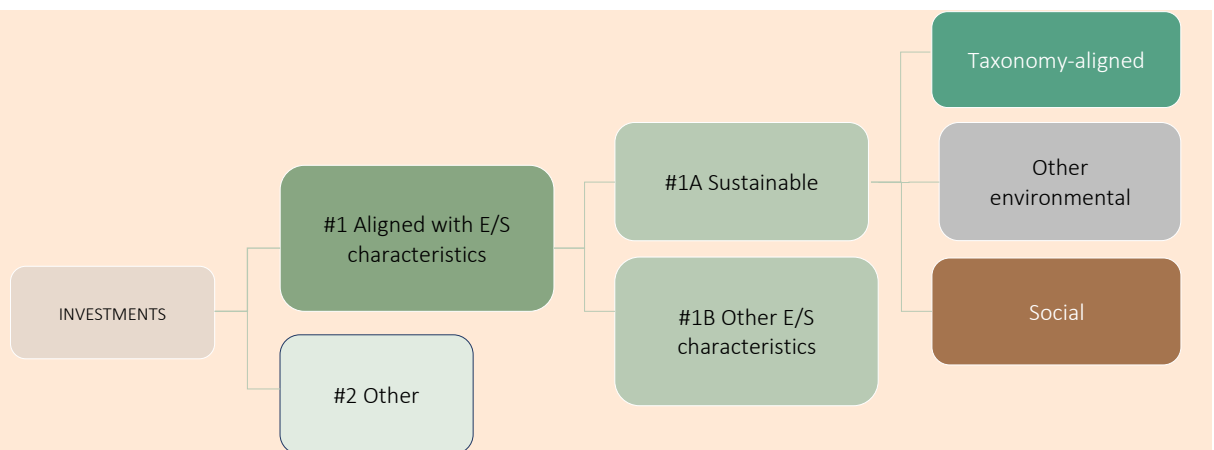 Taxonomy-aligned
#1A Sustainable
Other
environmental
#1 Aligned with E/S
characteristics
INVESTMENTS
#1B Other E/S
characteristics
Social
#2 Other